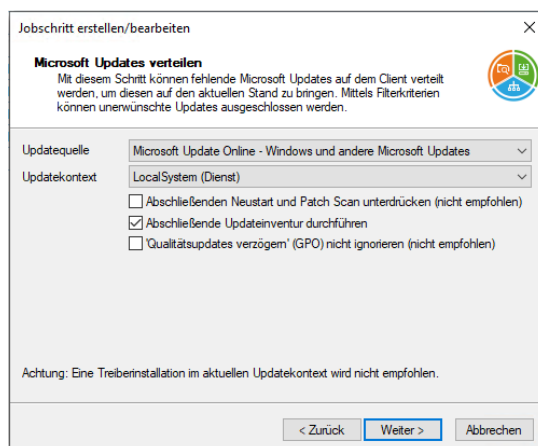 Jobschritt erstellen/bearbeiten
Microsoft Updates verteilen
Mit diesem Schritt können fehlende Microsoft Updates auf dem Client verteilt
werden, um diesen auf den aktuellen Stand zu bringen. Mittels Filterkriterien
können unerwünschte Updates ausgeschlossen werden.
Updatequelle Microsoft Update Online - Windows und andere Microsoft Updates
Updatekontext LocalSystem (Dienst)
Abschließenden Neustart und Patch Scan unterdrücken (nicht empfohlen)
Abschließende Updateinventur durchführen
'Qualitätsupdates verzögern' (GPO) nicht ignorieren (nicht empfohlen)
Achtung: Eine Treiberinstallation im aktuellen Updatekontext wird nicht empfohlen.
< Zurück Weiter > Abbrechen